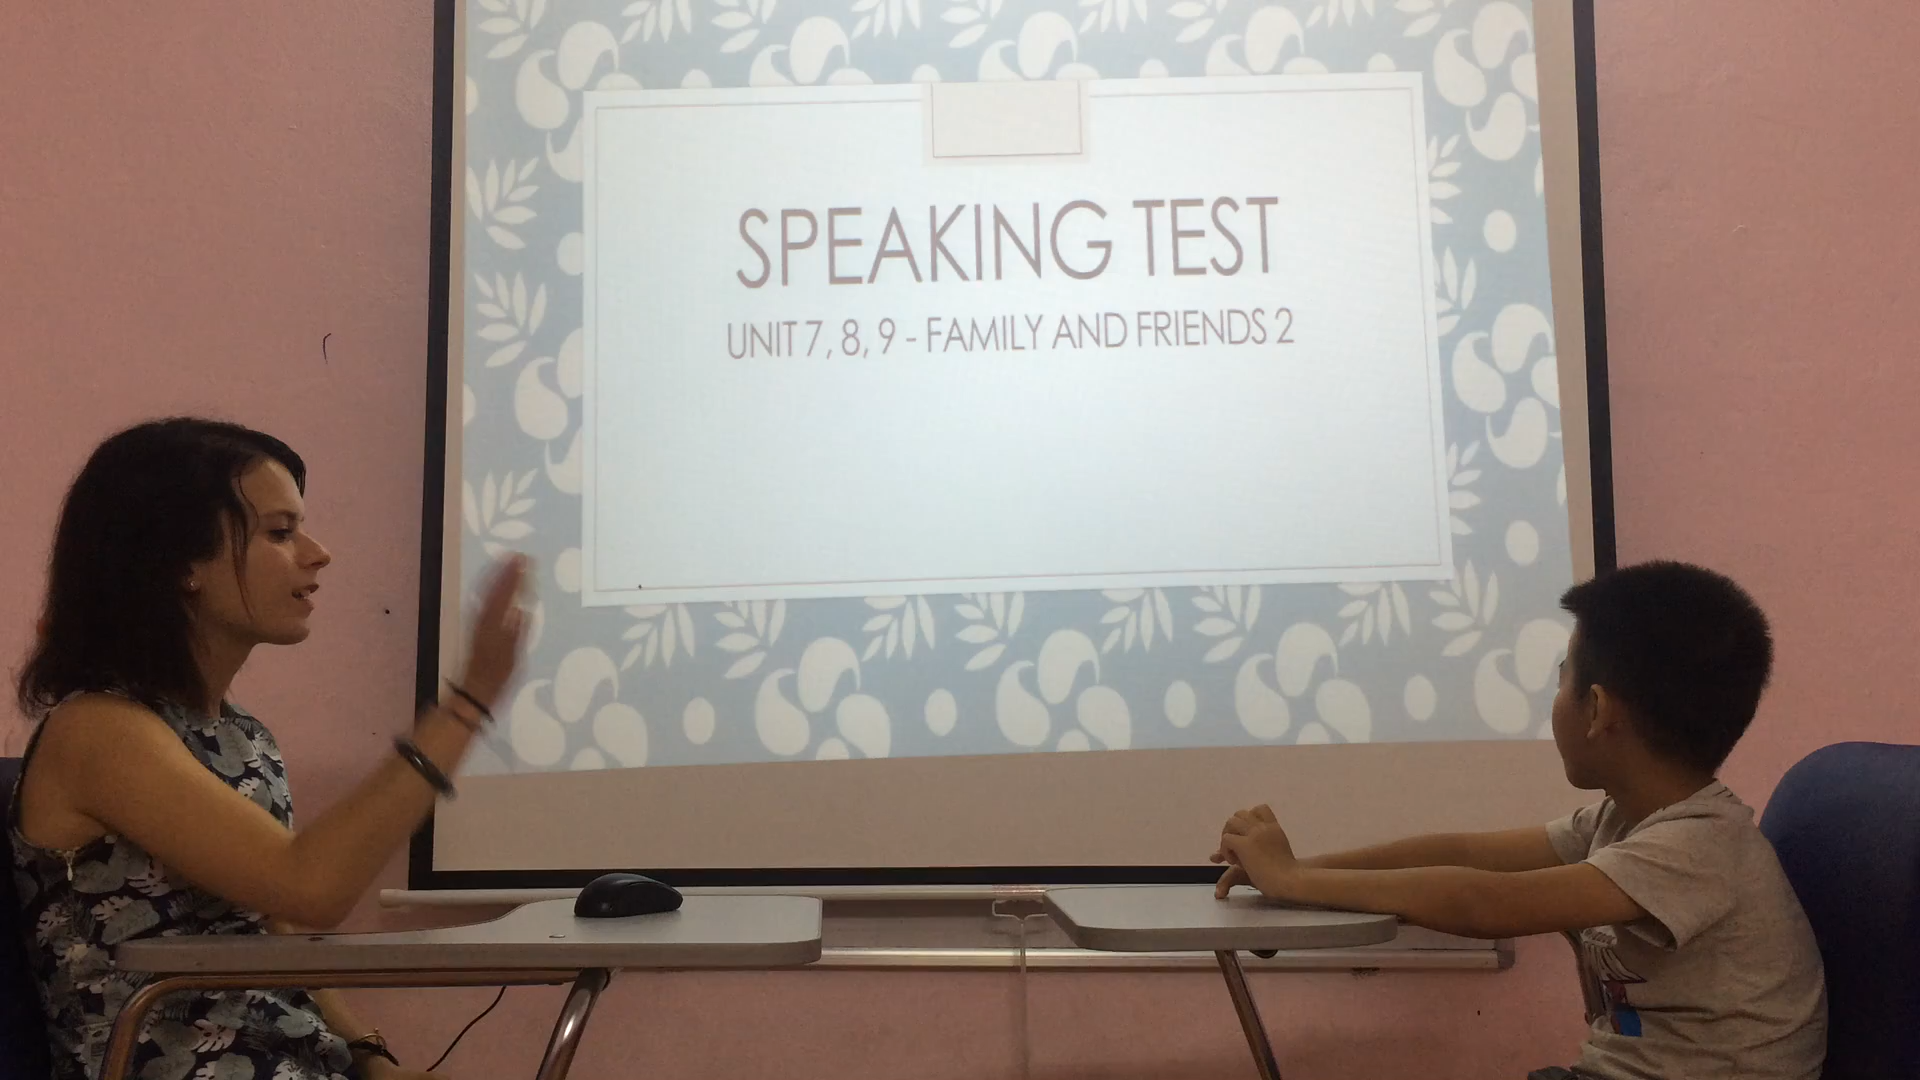 SPEAKING TEST
UNIT 7, 8, 9 - FAMILY AND FRIENDS 2